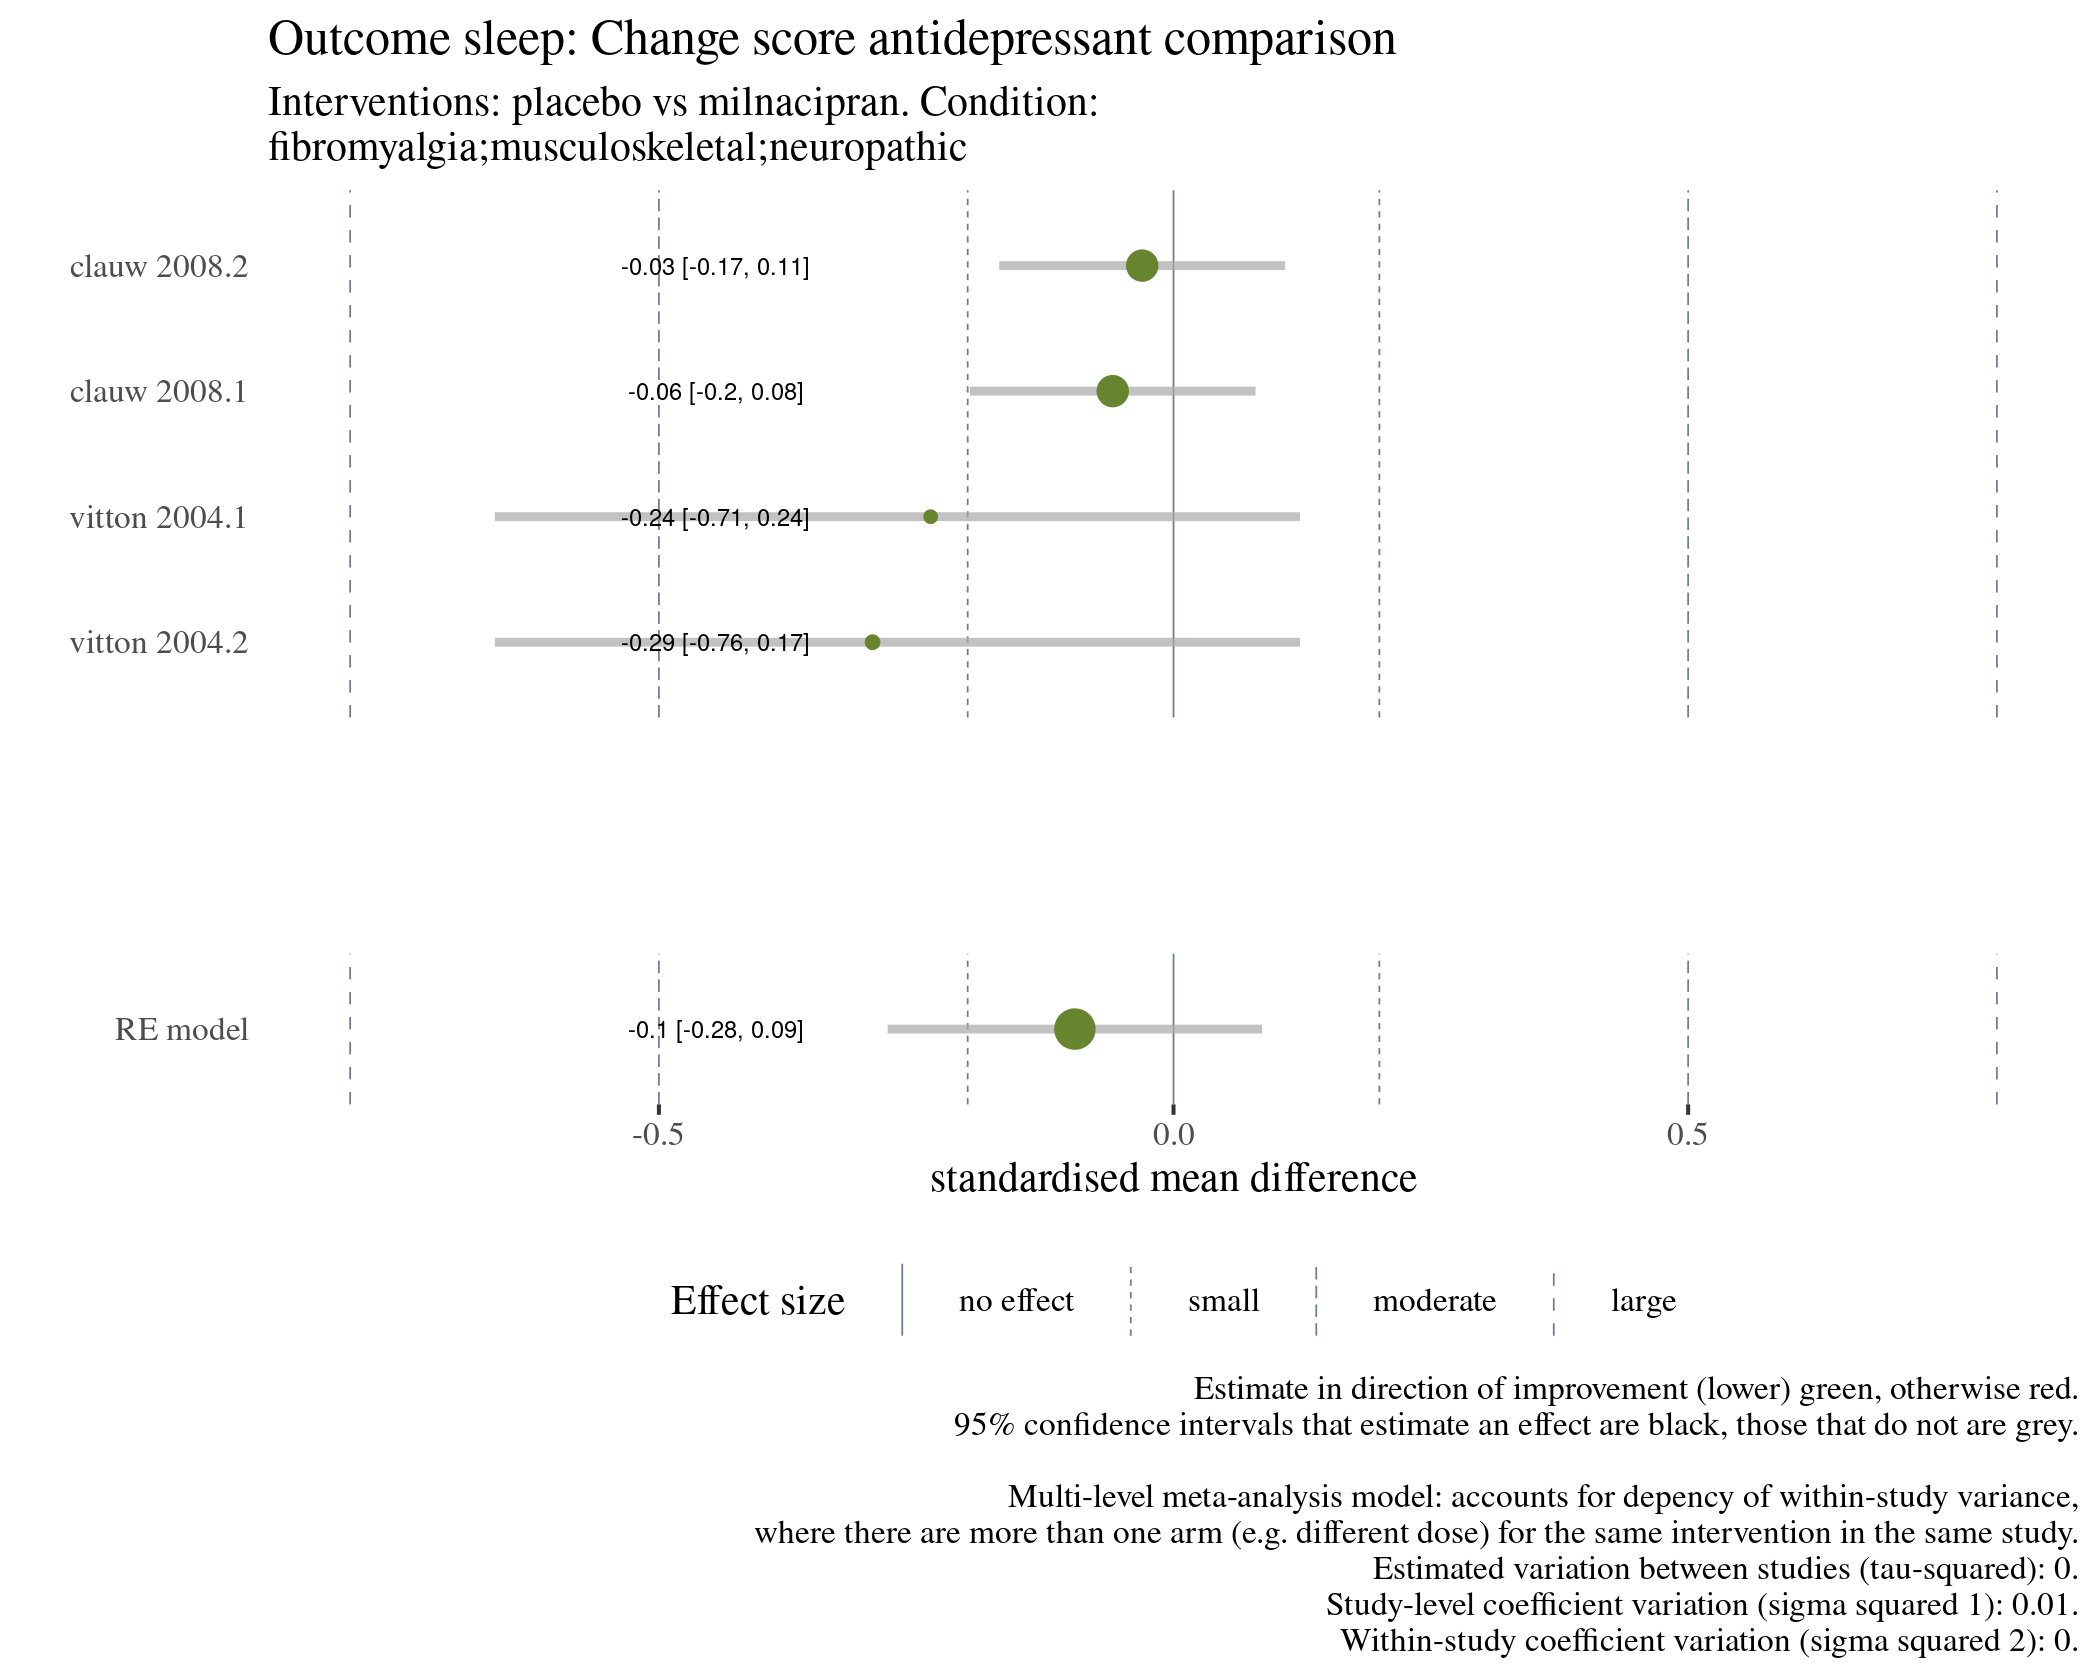 Outcome sleep: Change score antidepressant comparison
Interventions: placebo vs milnacipran. Condition:
fibromyalgia;musculoskeletal;neuropathic
clauw 2008.2 -0.03 [-0.17, 0.11]
clauw 2008.1 -0.06 [-0.2, 0.08]
vitton 2004.1 -0.24 [-0.71, 0.24]
vitton 2004.2 -0.29 [-0.76, 0.17]
RE model -0.1 [-0.28, 0.09]
-0.5 0.0 0.5
standardised mean difference
Effect size no effect small moderate large
Estimate in direction of improvement (lower) green, otherwise red.
95% confidence intervals that estimate an effect are black, those that do not are grey.
Multi-level meta-analysis model: accounts for depency of within-study variance,
where there are more than one arm (e.g. different dose) for the same intervention in the same study.
Estimated variation between studies (tau-squared): 0.
Study-level coefficient variation (sigma squared 1): 0.01.
Within-study coefficient variation (sigma squared 2): 0.